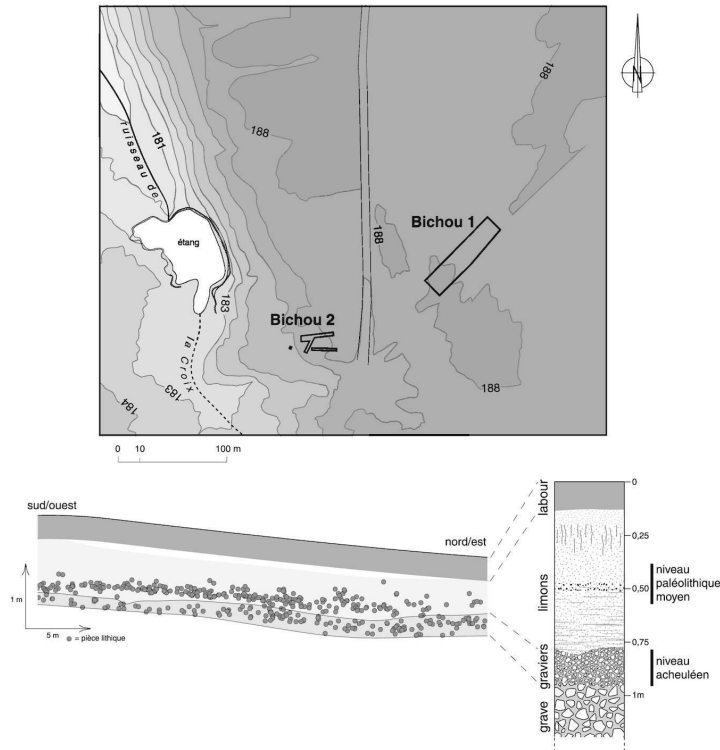 188
N
188
181
ruisseau de
Bichou 1
188
étang
183
Bichou 2
la Croix
183
188
184
0 10 100 m
sud/ouest
nord/est
1 m
5 m
= pièce lithique
labour
limons
graviers
grave
0
0,25
0,50
0,75
1m
niveau
paléolithique
moyen
niveau
acheuléen